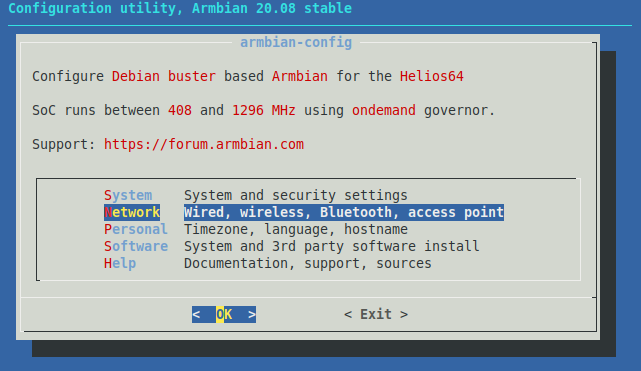 Configuration utility, Armbian 20.08 stable
armbian-config
Configure Debian buster based Armbian for the Helios64
SoC runs between 408 and 1296 MHz using ondemand governor.
Support: https://forum.armbian.com
System System and security settings
Network Wired, wireless, Bluetooth, access point
Personal Timezone, language, hostname
Software System and 3rd party software install
Help Documentation, support, sources
< OK > < Exit >